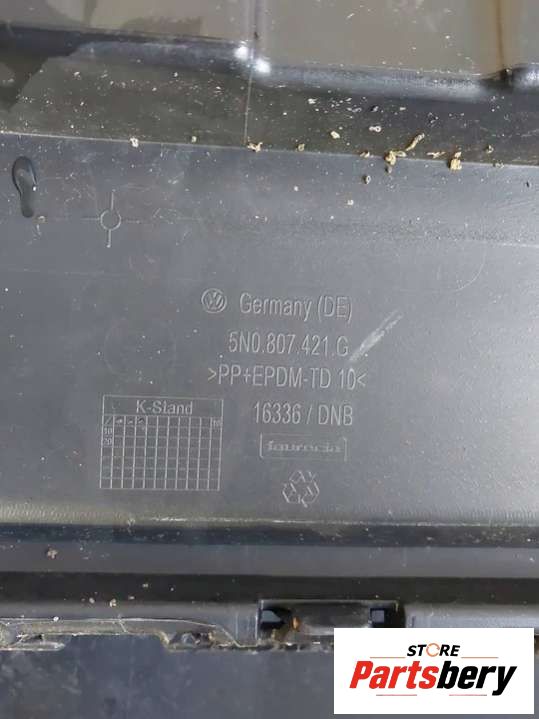 Germany (DE)
5N0.807.421.G
>PP+EPDM-TD 10<
K-Stand
16336 / DNB
faurecia
STORE
Partsbery